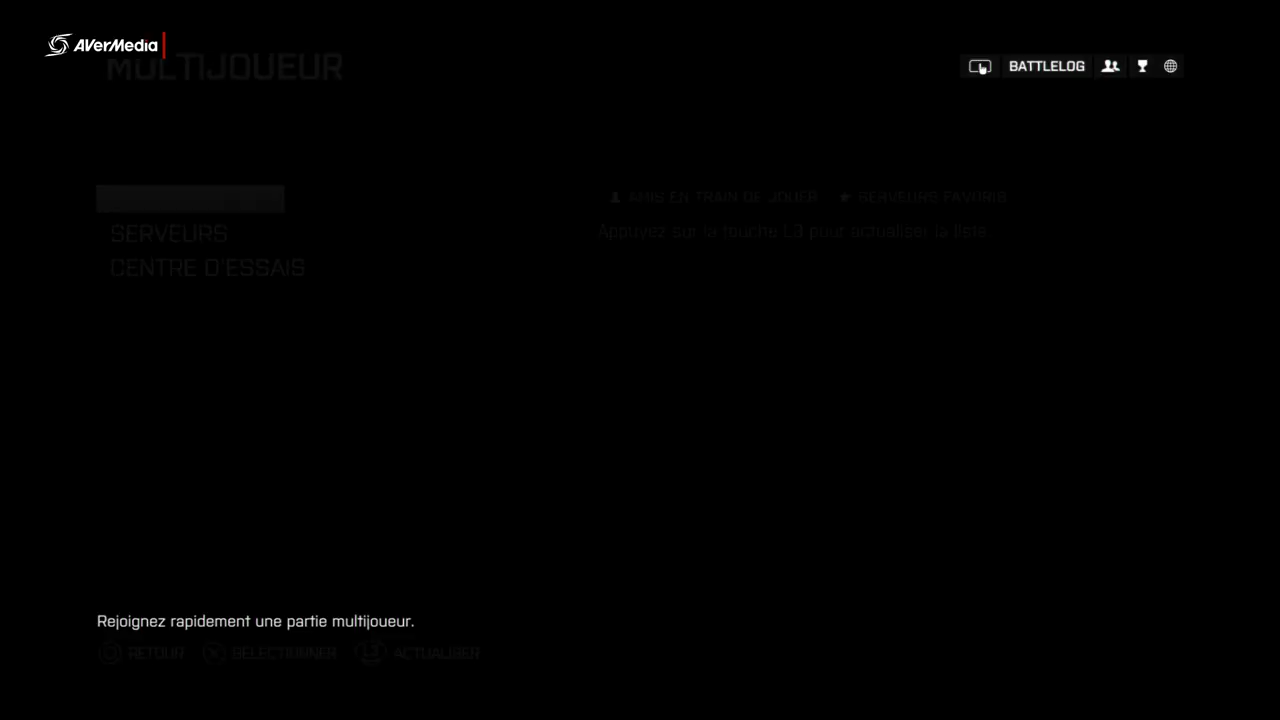 AVerMedia
MULTIJOUEUR
BATTLELOG
AMIS EN TRAIN DE JOUER
SERVEURS FAVORIS
SERVEURS
Appuyez sur la touche L3 pour actualiser la liste
CENTRE D'ESSAIS
Rejoignez rapidement une partie multijoueur.
RETOUR
SÉLECTIONNER
L3 ACTUALISER